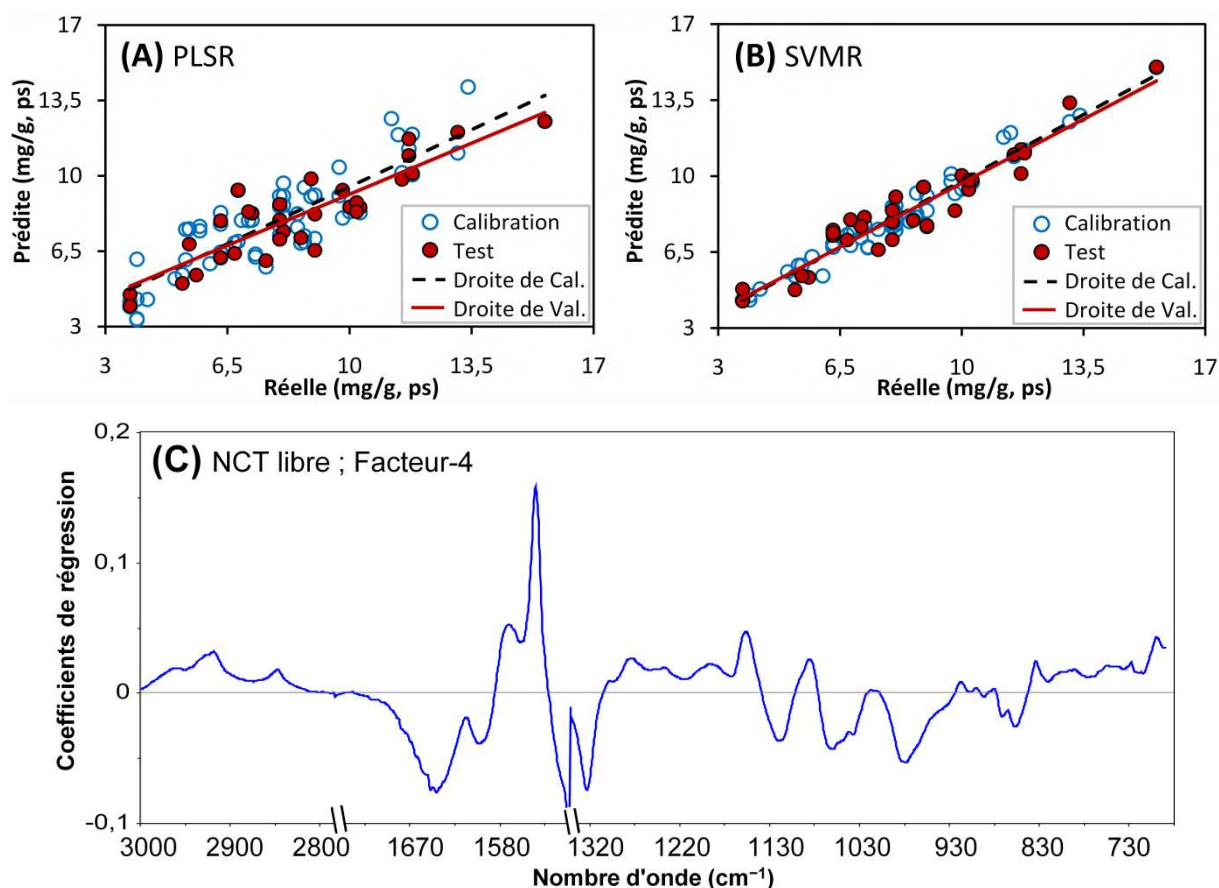 (A) PLSR
Prédite (mg/g, ps)
17
13,5
10
6,5
3
Calibration
Test
Droite de Cal.
Droite de Val.
3 6,5 10 13,5 17
Réelle (mg/g, ps)
(B) SVMR
Prédite (mg/g, ps)
17
13,5
10
6,5
3
Calibration
Test
Droite de Cal.
Droite de Val.
3 6,5 10 13,5 17
Réelle (mg/g, ps)
(C) NCT libre ; Facteur-4
Coefficients de régression
0,2
0,1
0
-0,1
3000 2900 2800 1670 1580 1320 1220 1130 1030 930 830 730
Nombre d'onde (cm⁻¹)